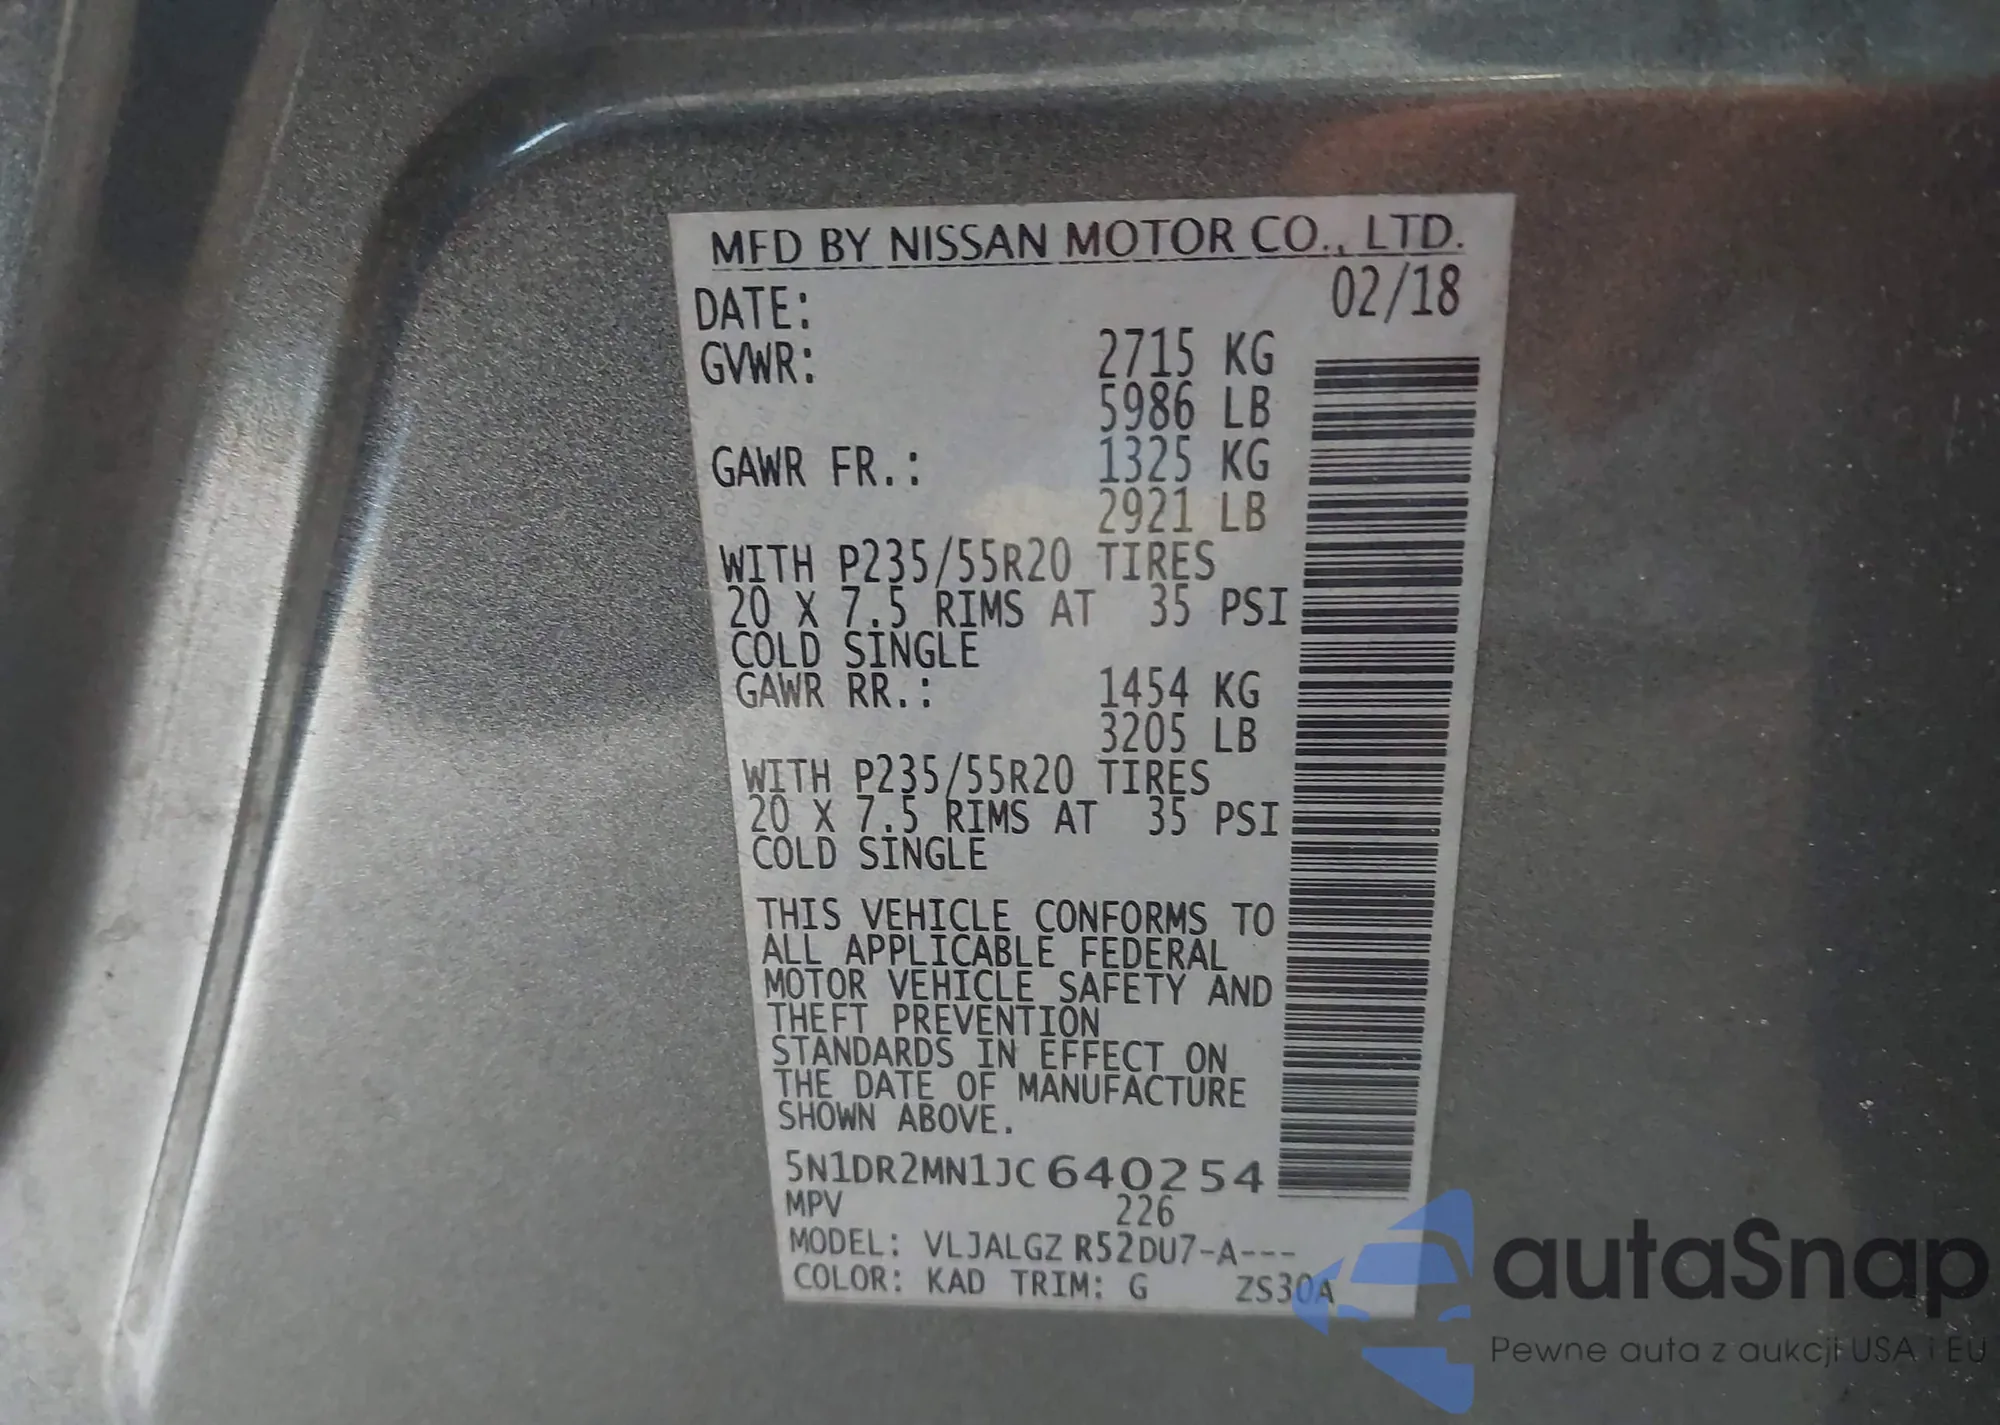 MFD BY NISSAN MOTOR CO., LTD.
DATE: 02/18
GVWR: 2715 KG
5986 LB
GAWR FR.: 1325 KG
2921 LB
WITH P235/55R20 TIRES
20 X 7.5 RIMS AT 35 PSI
COLD SINGLE
GAWR RR.: 1454 KG
3205 LB
WITH P235/55R20 TIRES
20 X 7.5 RIMS AT 35 PSI
COLD SINGLE
THIS VEHICLE CONFORMS TO
ALL APPLICABLE FEDERAL
MOTOR VEHICLE SAFETY AND
THEFT PREVENTION
STANDARDS IN EFFECT ON
THE DATE OF MANUFACTURE
SHOWN ABOVE.
5N1DR2MN1JC640254
MPV 226
MODEL: VLJALGZ R52DU7-A---
COLOR: KAD TRIM: G ZS30A
autaSnap
Pewne auta z aukcji USA i EU